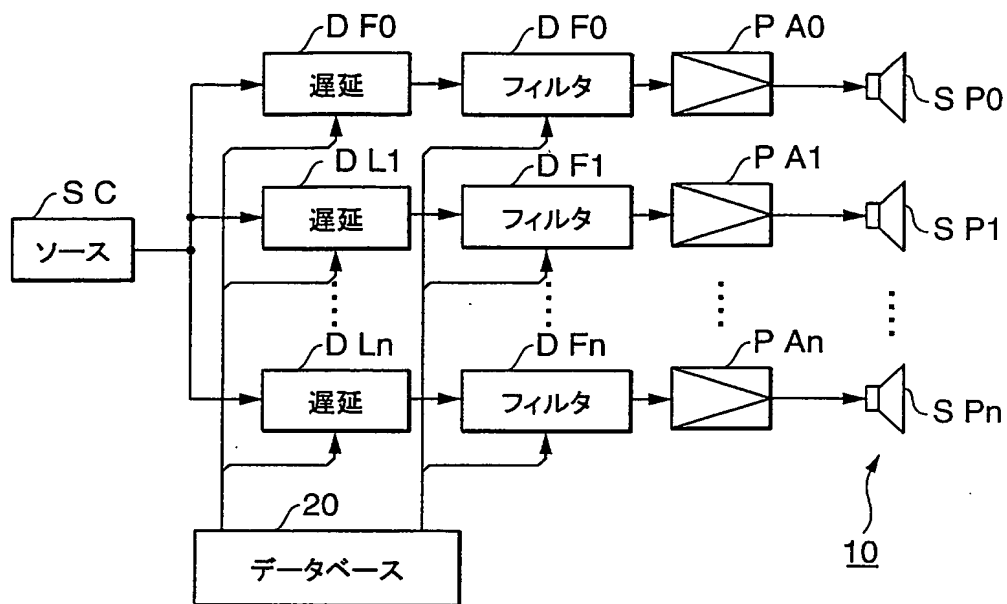 D F0
D F0
P A0
遅延
フィルタ
S P0
D L1
D F1
P A1
S C
遅延
フィルタ
S P1
ソース
D Ln
D Fn
P An
遅延
フィルタ
S Pn
20
データベース
10